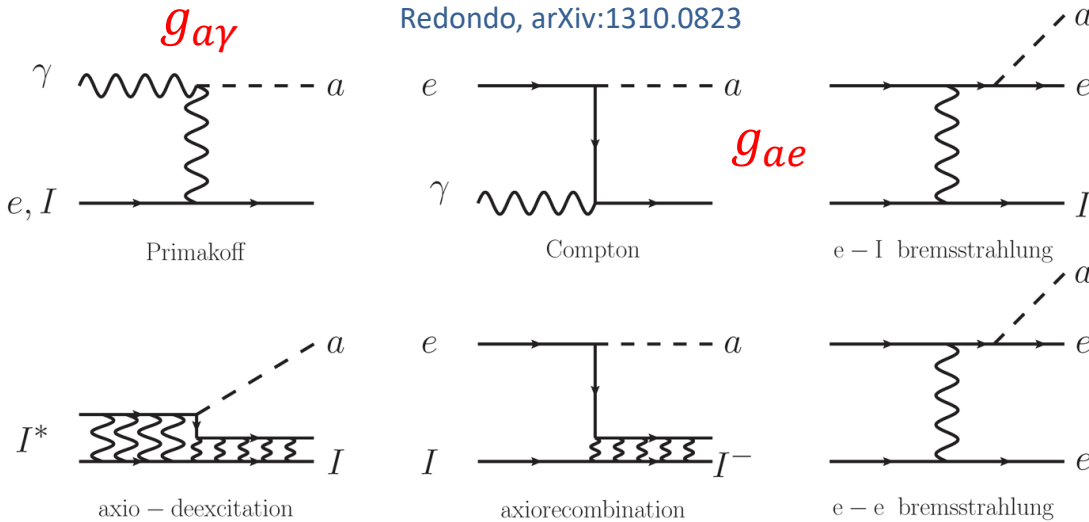 g_{aγ}
Redondo, arXiv:1310.0823
γ
a
e, I
Primakoff
e
a
γ
Compton
g_{ae}
a
e
I
e – I bremsstrahlung
I*
a
I
axio – deexcitation
e
a
I
I⁻
axiorecombination
a
e
e
e – e bremsstrahlung